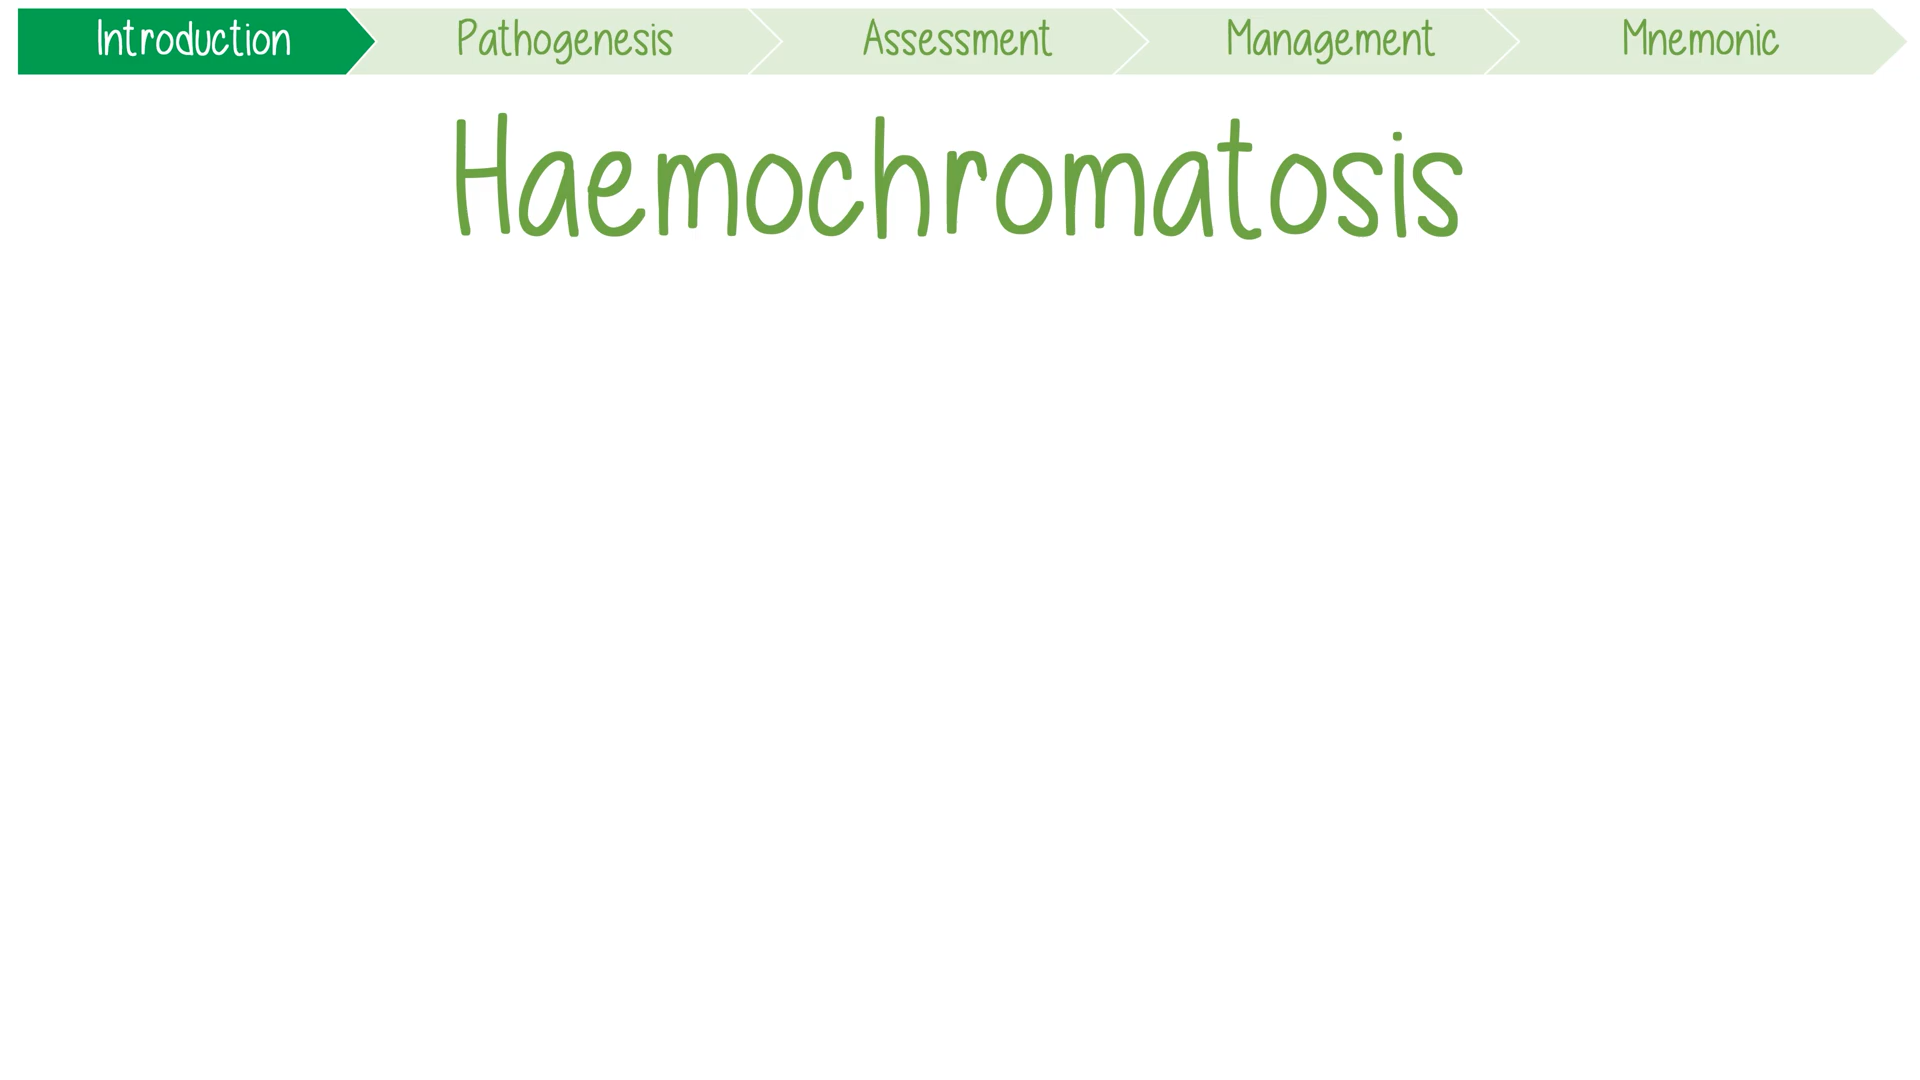 Introduction Pathogenesis Assessment Management Mnemonic
Haemochromatosis